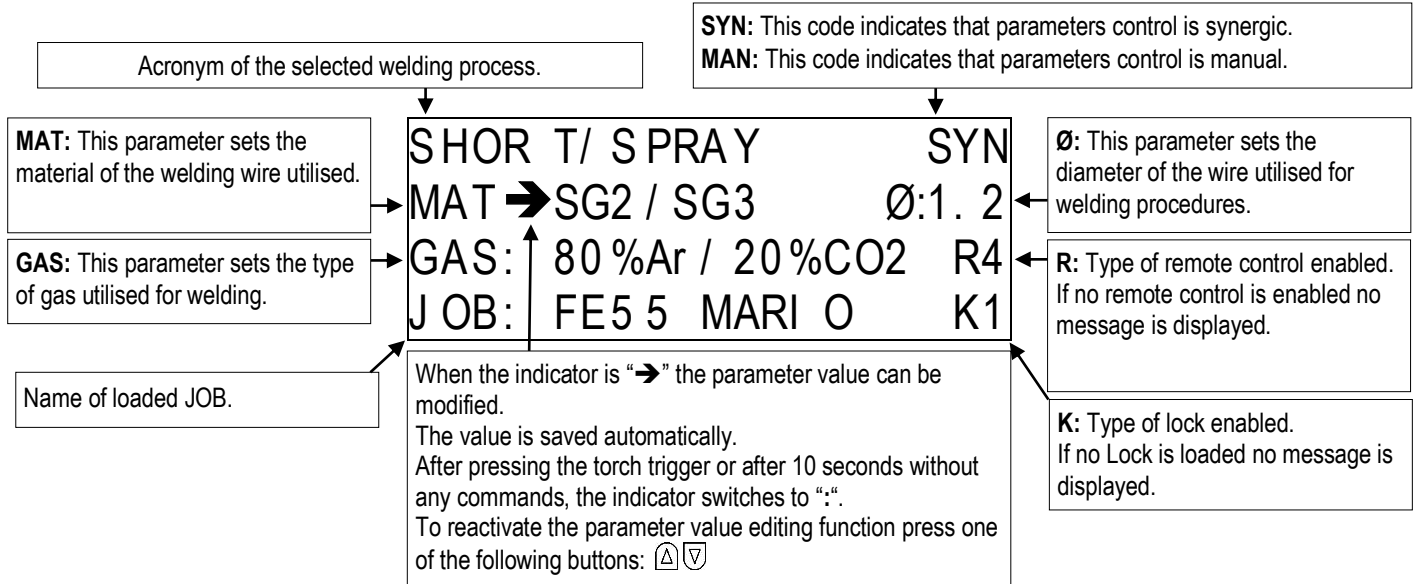 SYN: This code indicates that parameters control is synergic.
MAN: This code indicates that parameters control is manual.
Acronym of the selected welding process.
MAT: This parameter sets the
material of the welding wire utilised.
GAS: This parameter sets the type
of gas utilised for welding.
Name of loaded JOB.
SHOR T/ SPRAY SYN
MAT ➔ SG2 / SG3 Ø:1. 2
GAS: 80 %Ar / 20 %CO2 R4
J OB: FE5 5 MARI O K1
Ø: This parameter sets the
diameter of the wire utilised for
welding procedures.
R: Type of remote control enabled.
If no remote control is enabled no
message is displayed.
K: Type of lock enabled.
If no Lock is loaded no message is
displayed.
When the indicator is “➔” the parameter value can be
modified.
The value is saved automatically.
After pressing the torch trigger or after 10 seconds without
any commands, the indicator switches to “:“.
To reactivate the parameter value editing function press one
of the following buttons: